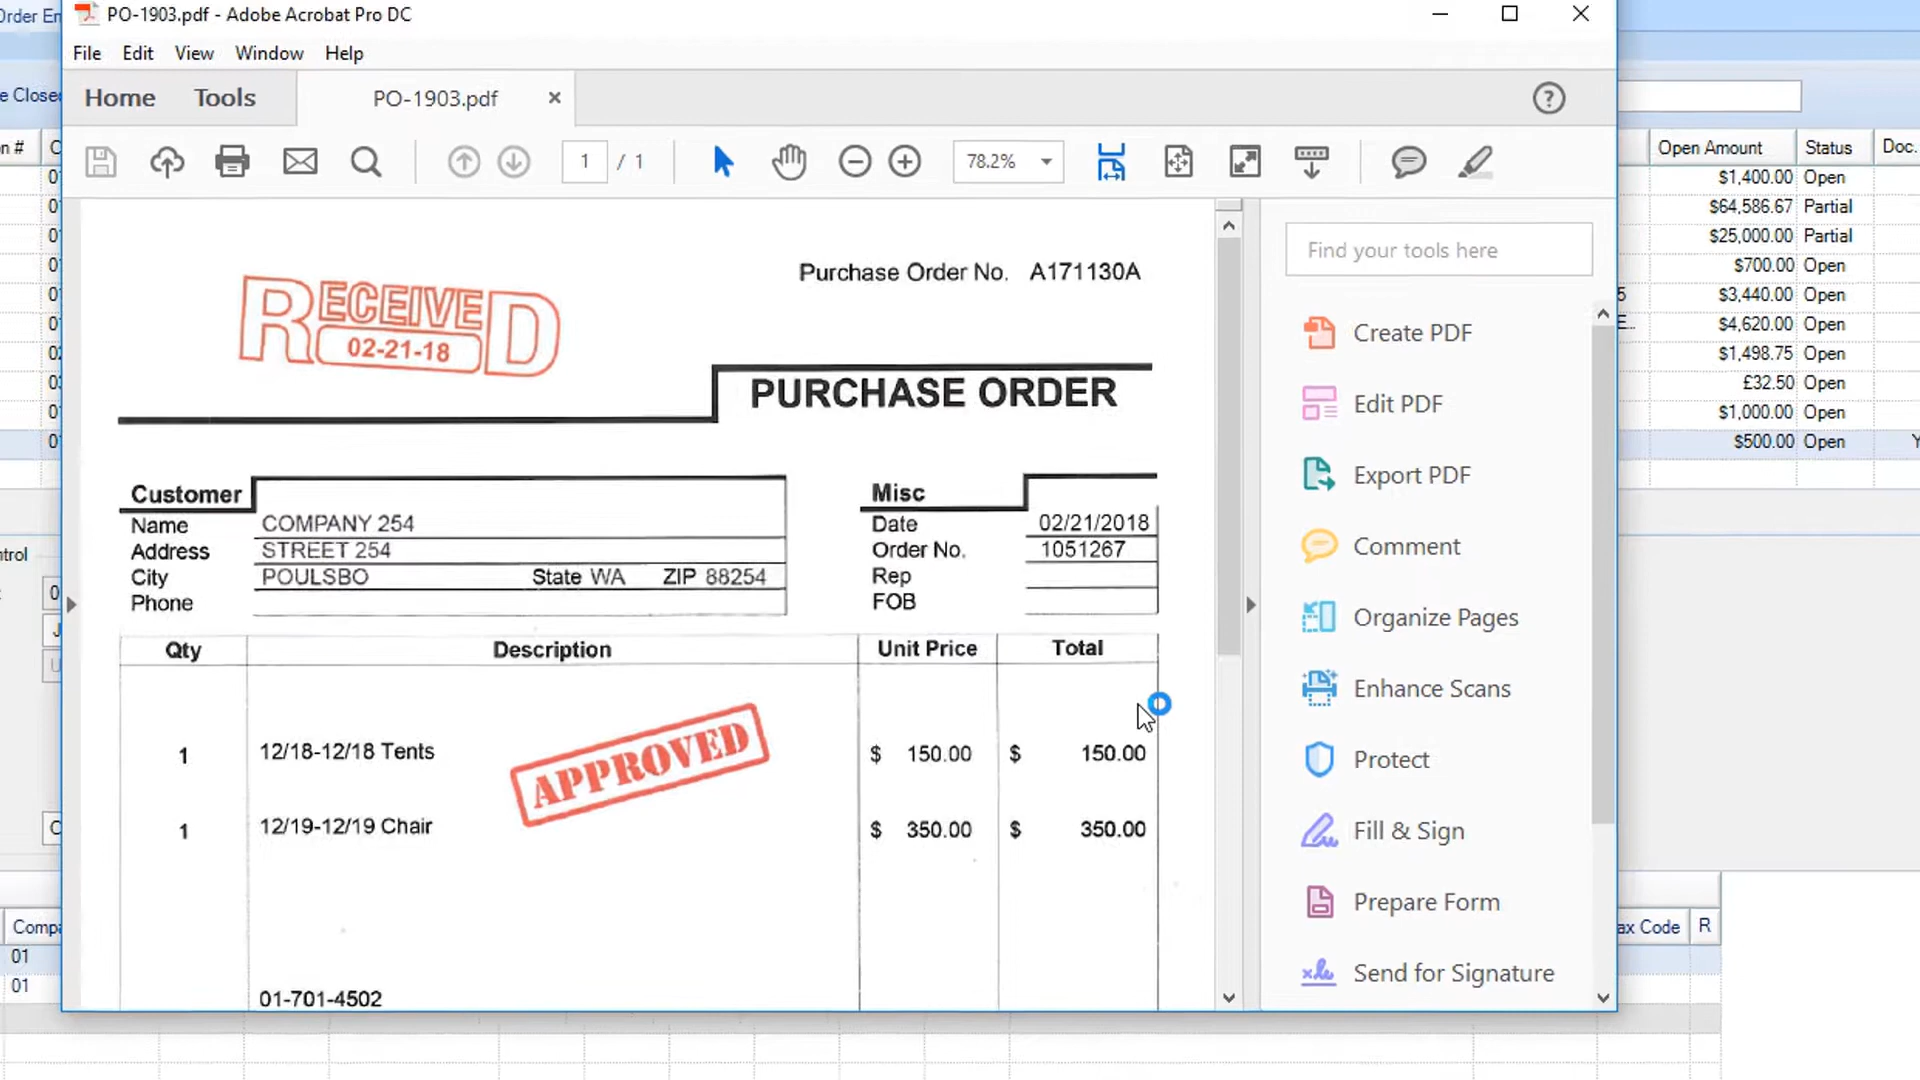 Order En
PO-1903.pdf - Adobe Acrobat Pro DC
File Edit View Window Help
e Closed
Home Tools PO-1903.pdf
1 / 1 78.2%
n #
Open Amount Status Doc.
$1,400.00 Open
$64,586.67 Partial
$25,000.00 Partial
$700.00 Open
5 $3,440.00 Open
E.. $4,620.00 Open
$1,498.75 Open
£32.50 Open
$1,000.00 Open
$500.00 Open Y
Find your tools here
Create PDF
Edit PDF
Export PDF
Comment
Organize Pages
Enhance Scans
Protect
Fill & Sign
Prepare Form
Send for Signature
Purchase Order No. A171130A
RECEIVED
02-21-18
PURCHASE ORDER
Customer
Name COMPANY 254
Address STREET 254
City POULSBO State WA ZIP 88254
Phone
Misc
Date 02/21/2018
Order No. 1051267
Rep
FOB
Qty Description Unit Price Total
1 12/18-12/18 Tents $ 150.00 $ 150.00
APPROVED
1 12/19-12/19 Chair $ 350.00 $ 350.00
01-701-4502
ntrol
Compa
01
01
ax Code R